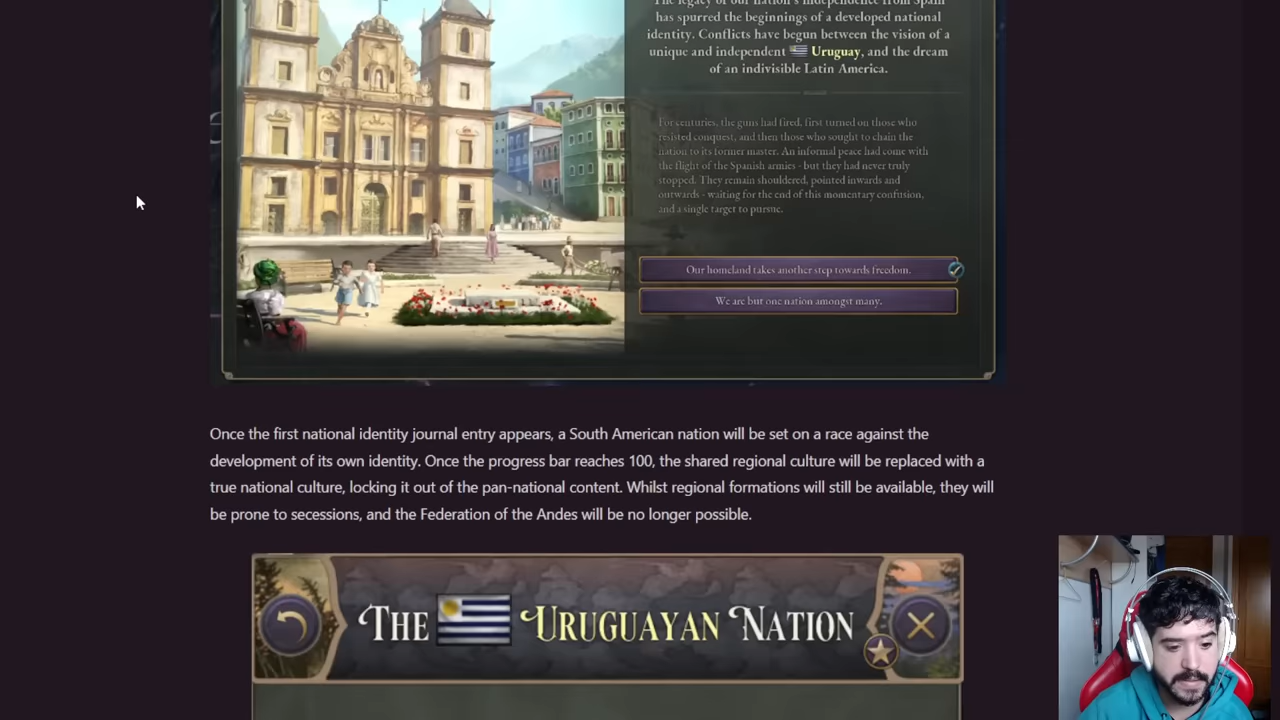 The legacy of our nation's independence from Spain
has spurred the beginnings of a developed national
identity. Conflicts have begun between the vision of a
unique and independent Uruguay, and the dream
of an indivisible Latin America.
For centuries, the guns had fired, first turned on those who
resisted conquest, and then those who sought to chain the
nation to its former master. An informal peace had come with
the flight of the Spanish armies - but they had never truly
stopped. They remain shouldered, pointed inwards and
outwards - waiting for the end of this momentary confusion,
and a single target to pursue.
Our homeland takes another step towards freedom.
We are but one nation amongst many.
Once the first national identity journal entry appears, a South American nation will be set on a race against the
development of its own identity. Once the progress bar reaches 100, the shared regional culture will be replaced with a
true national culture, locking it out of the pan-national content. Whilst regional formations will still be available, they will
be prone to secessions, and the Federation of the Andes will be no longer possible.
The Uruguayan Nation